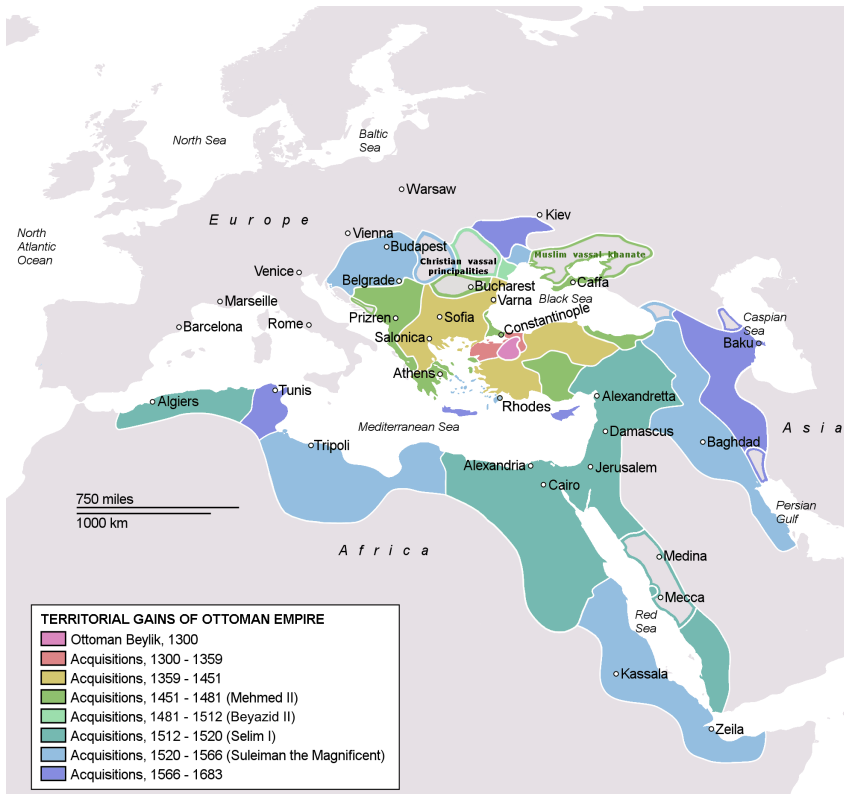 North Sea
Baltic
Sea
Warsaw
Europe
Kiev
North
Atlantic
Ocean
Vienna
Budapest
Muslim vassal khanate
Christian vassal
principalities
Venice
Belgrade
Bucharest
Caffa
Marseille
Varna
Black Sea
Prizren
Sofia
Constantinople
Caspian
Sea
Barcelona
Rome
Salonica
Baku
Athens
Tunis
Algiers
Rhodes
Alexandretta
Mediterranean Sea
Asia
Damascus
Tripoli
Baghdad
Alexandria
Jerusalem
Cairo
750 miles
1000 km
Persian
Gulf
Africa
Medina
Mecca
Red
Sea
Kassala
Zeila
TERRITORIAL GAINS OF OTTOMAN EMPIRE
Ottoman Beylik, 1300
Acquisitions, 1300 - 1359
Acquisitions, 1359 - 1451
Acquisitions, 1451 - 1481 (Mehmed II)
Acquisitions, 1481 - 1512 (Beyazid II)
Acquisitions, 1512 - 1520 (Selim I)
Acquisitions, 1520 - 1566 (Suleiman the Magnificent)
Acquisitions, 1566 - 1683